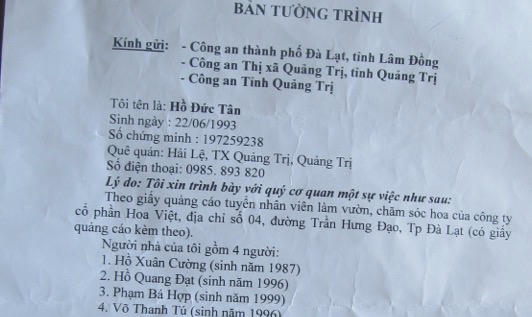 BẢN TƯỜNG TRÌNH
Kính gửi: - Công an thành phố Đà Lạt, tỉnh Lâm Đồng
- Công an Thị xã Quảng Trị, tỉnh Quảng Trị
- Công an Tỉnh Quảng Trị
Tôi tên là: Hồ Đức Tân
Sinh ngày : 22/06/1993
Số chứng minh : 197259238
Quê quán: Hải Lệ, TX Quảng Trị, Quảng Trị
Số điện thoại: 0985. 893 820
Lý do: Tôi xin trình bày với quý cơ quan một sự việc như sau:
Theo giấy quảng cáo tuyển nhân viên làm vườn, chăm sóc hoa của công ty
cổ phần Hoa Việt, địa chỉ số 04, đường Trần Hưng Đạo, Tp Đà Lạt (có giấy
quảng cáo kèm theo).
Người nhà của tôi gồm 4 người:
1. Hồ Xuân Cường (sinh năm 1987)
2. Hồ Quang Đạt (sinh năm 1996)
3. Phạm Bá Hợp (sinh năm 1999)
4. Võ Thanh Tú (sinh năm 1996)